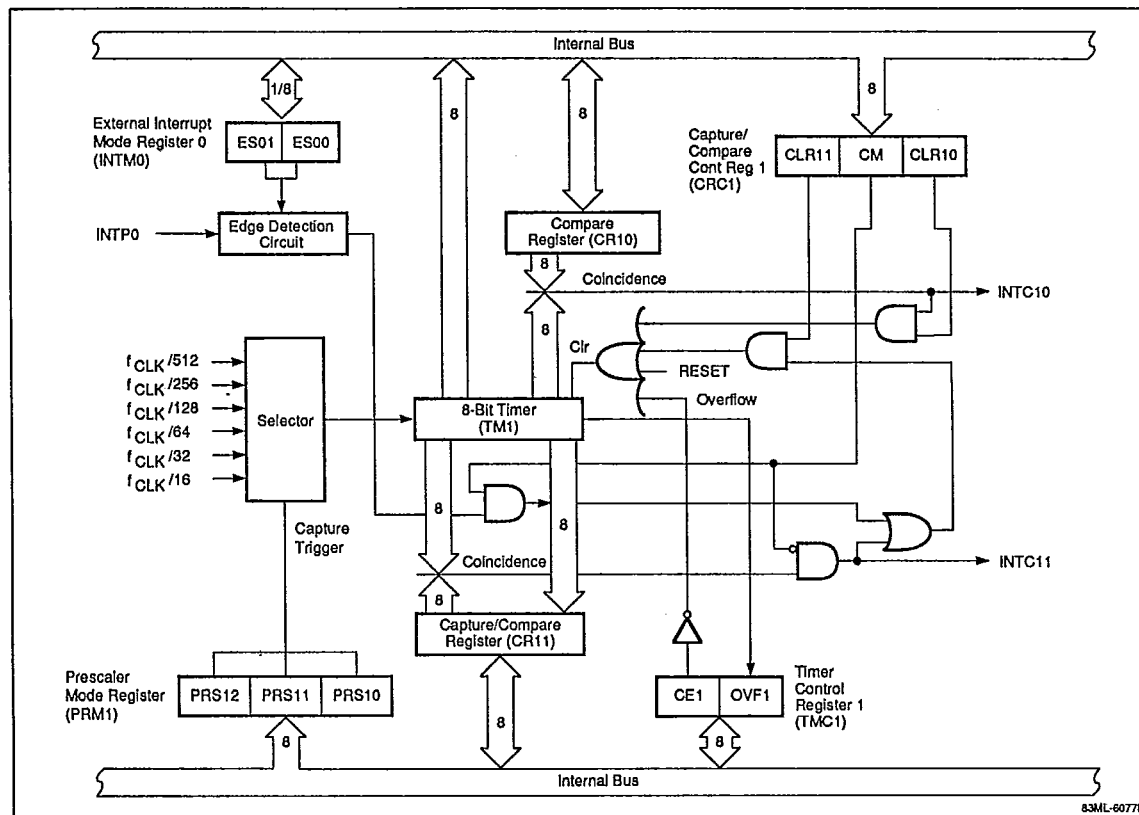 Internal Bus
1/8
8
8
8
External Interrupt
Mode Register 0
(INTM0)
ES01 ES00
Capture/
Compare
Cont Reg 1
(CRC1)
CLR11 CM CLR10
INTP0
Edge Detection
Circuit
Compare
Register (CR10)
8
Coincidence
INTC10
8
Clr
RESET
Overflow
fCLK/512
fCLK/256
fCLK/128
fCLK/64
fCLK/32
fCLK/16
Selector
8-Bit Timer
(TM1)
8
8
Capture
Trigger
Coincidence
INTC11
8
Capture/Compare
Register (CR11)
Prescaler
Mode Register
(PRM1)
PRS12 PRS11 PRS10
CE1 OVF1
Timer
Control
Register 1
(TMC1)
8
8
8
Internal Bus
83ML-6077B